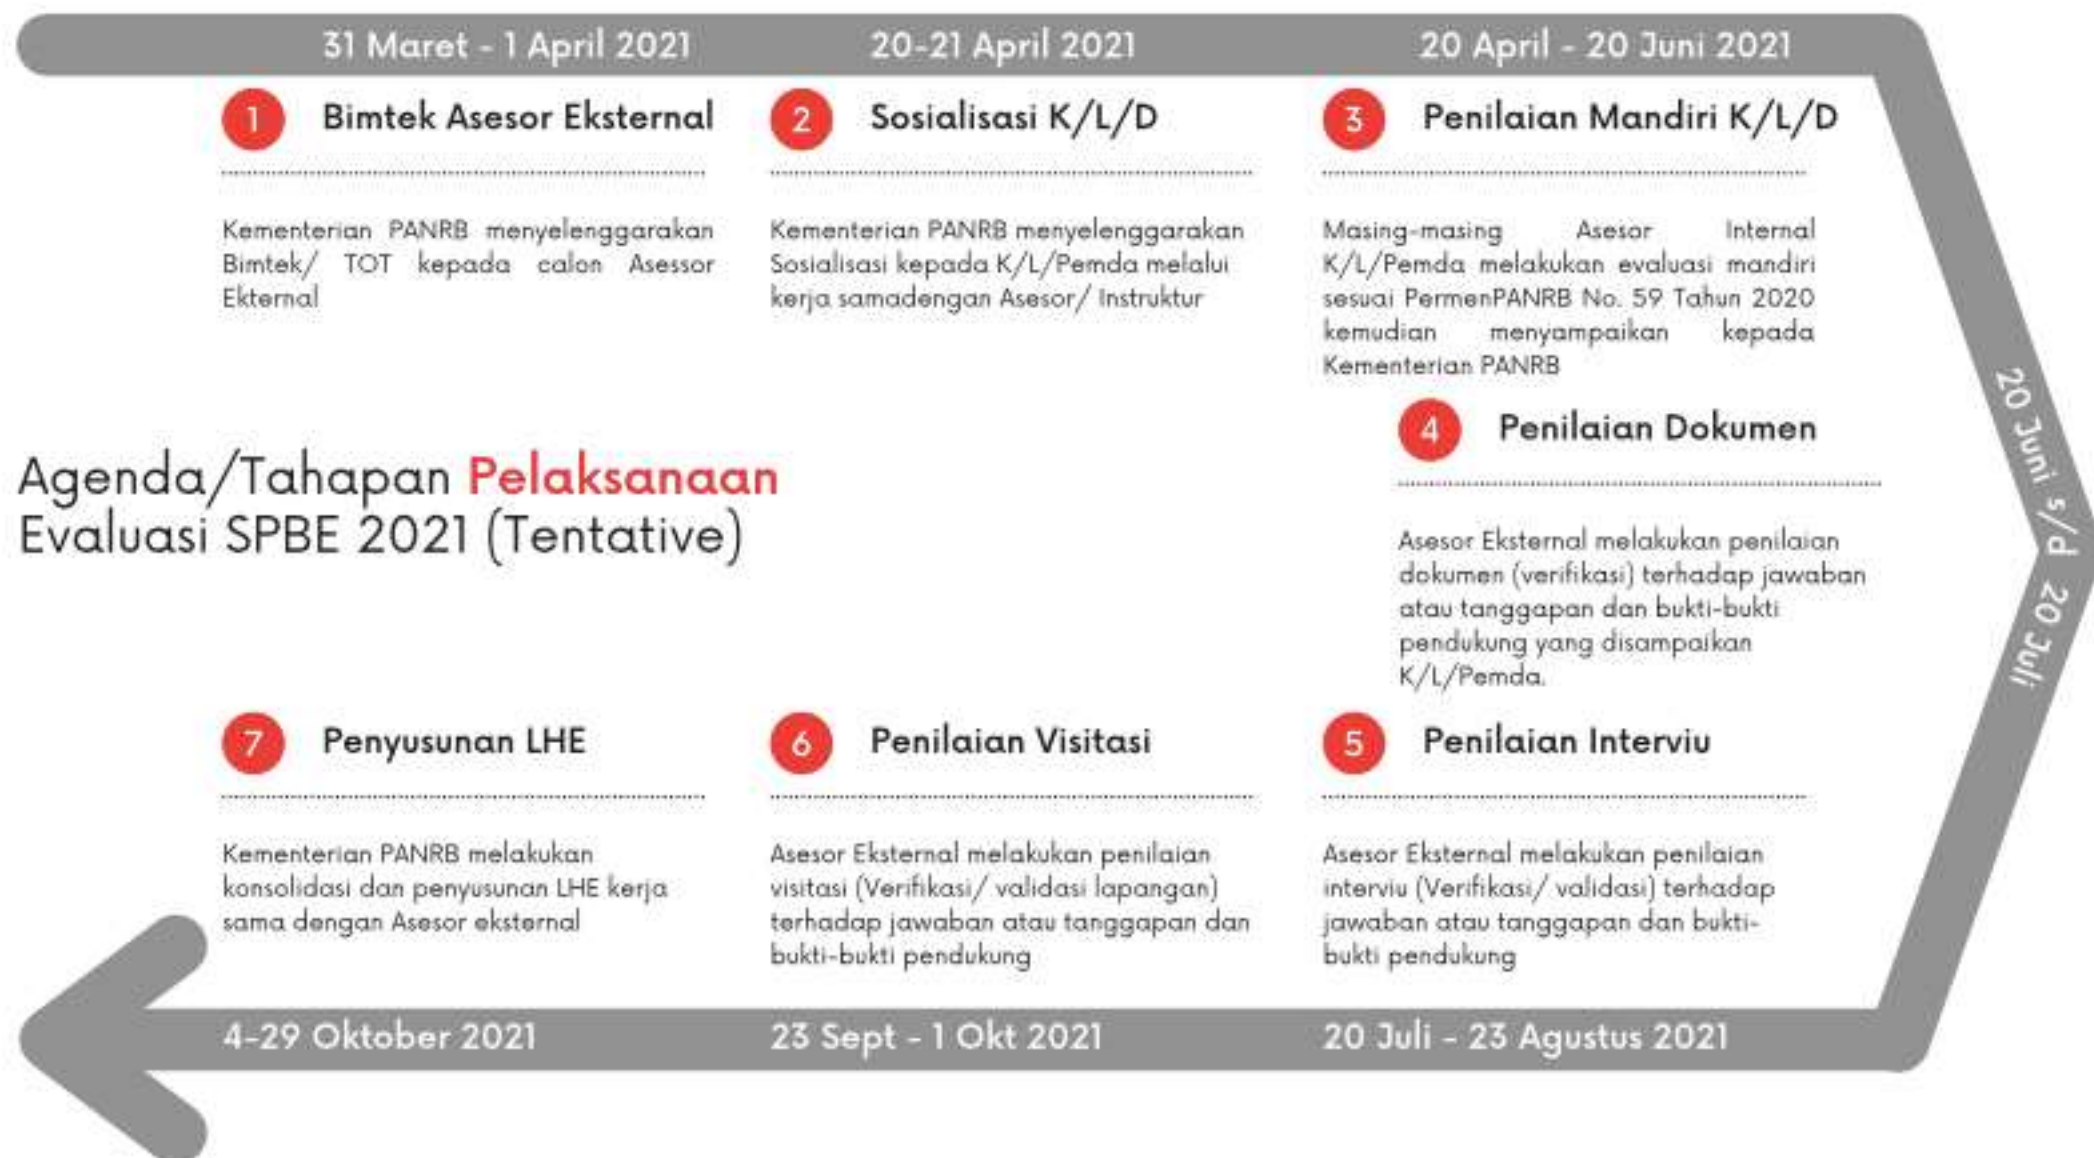 31 Maret - 1 April 2021
20-21 April 2021
20 April - 20 Juni 2021
1
Bimtek Asesor Eksternal
Kementerian PANRB menyelenggarakan
Bimtek/ TOT kepada calon Asessor
Ekternal
2
Sosialisasi K/L/D
Kementerian PANRB menyelenggarakan
Sosialisasi kepada K/L/Pemda melalui
kerja samadengan Asesor/ Instruktur
3
Penilaian Mandiri K/L/D
Masing-masing Asesor Internal
K/L/Pemda melakukan evaluasi mandiri
sesuai PermenPANRB No. 59 Tahun 2020
kemudian menyampaikan kepada
Kementerian PANRB
20 Juni s/d 20 Juli
4
Penilaian Dokumen
Asesor Eksternal melakukan penilaian
dokumen (verifikasi) terhadap jawaban
atau tanggapan dan bukti-bukti
pendukung yang disampaikan
K/L/Pemda.
Agenda/Tahapan Pelaksanaan
Evaluasi SPBE 2021 (Tentative)
5
Penilaian Interviu
Asesor Eksternal melakukan penilaian
interviu (Verifikasi/ validasi) terhadap
jawaban atau tanggapan dan bukti-
bukti pendukung
6
Penilaian Visitasi
Asesor Eksternal melakukan penilaian
visitasi (Verifikasi/ validasi lapangan)
terhadap jawaban atau tanggapan dan
bukti-bukti pendukung
7
Penyusunan LHE
Kementerian PANRB melakukan
konsolidasi dan penyusunan LHE kerja
sama dengan Asesor eksternal
4-29 Oktober 2021
23 Sept - 1 Okt 2021
20 Juli - 23 Agustus 2021